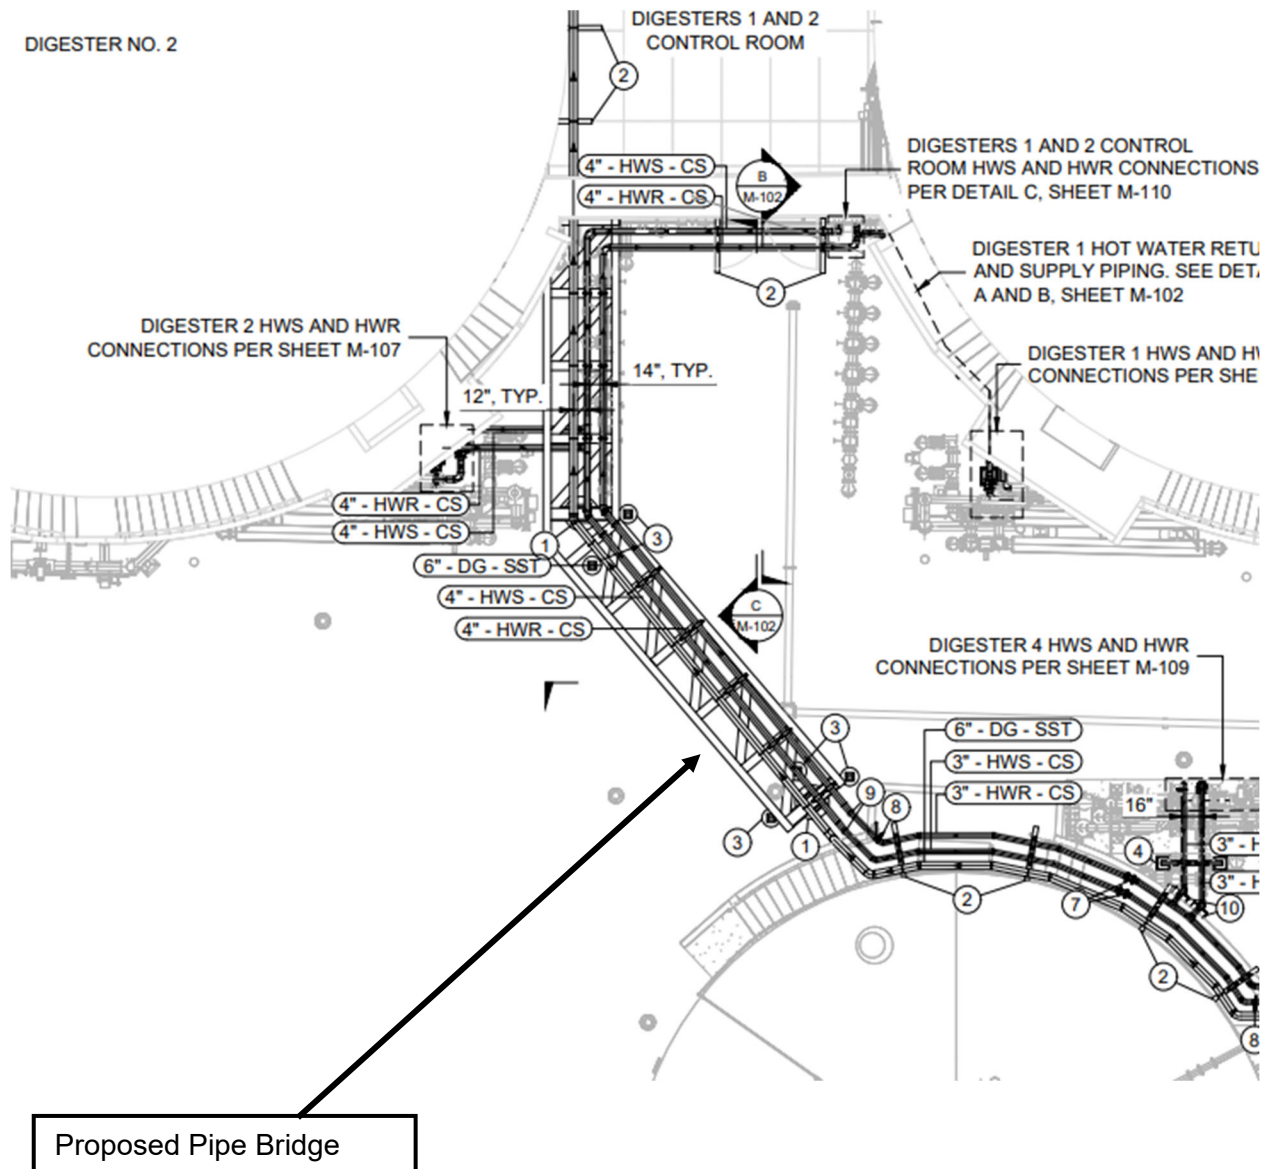 DIGESTER NO. 2
DIGESTERS 1 AND 2
CONTROL ROOM
2
DIGESTERS 1 AND 2 CONTROL
ROOM HWS AND HWR CONNECTIONS
PER DETAIL C, SHEET M-110
4" - HWS - CS
4" - HWR - CS
B
M-102
DIGESTER 1 HOT WATER RETU
AND SUPPLY PIPING. SEE DETA
A AND B, SHEET M-102
2
DIGESTER 2 HWS AND HWR
CONNECTIONS PER SHEET M-107
DIGESTER 1 HWS AND HW
CONNECTIONS PER SHE
14", TYP.
12", TYP.
4" - HWR - CS
4" - HWS - CS
1
3
6" - DG - SST
4" - HWS - CS
4" - HWR - CS
C
M-102
DIGESTER 4 HWS AND HWR
CONNECTIONS PER SHEET M-109
3
6" - DG - SST
3" - HWS - CS
3" - HWR - CS
16"
9
8
3
1
4
3" - H
3" - H
2
7
10
2
8
Proposed Pipe Bridge